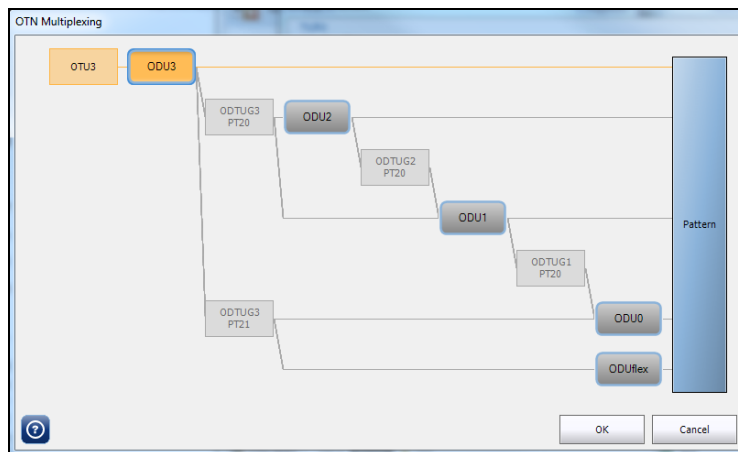 OTN Multiplexing
OTU3
ODU3
ODTUG3
PT20
ODU2
ODTUG2
PT20
ODU1
Pattern
ODTUG1
PT20
ODTUG3
PT21
ODU0
ODUflex
?
OK
Cancel